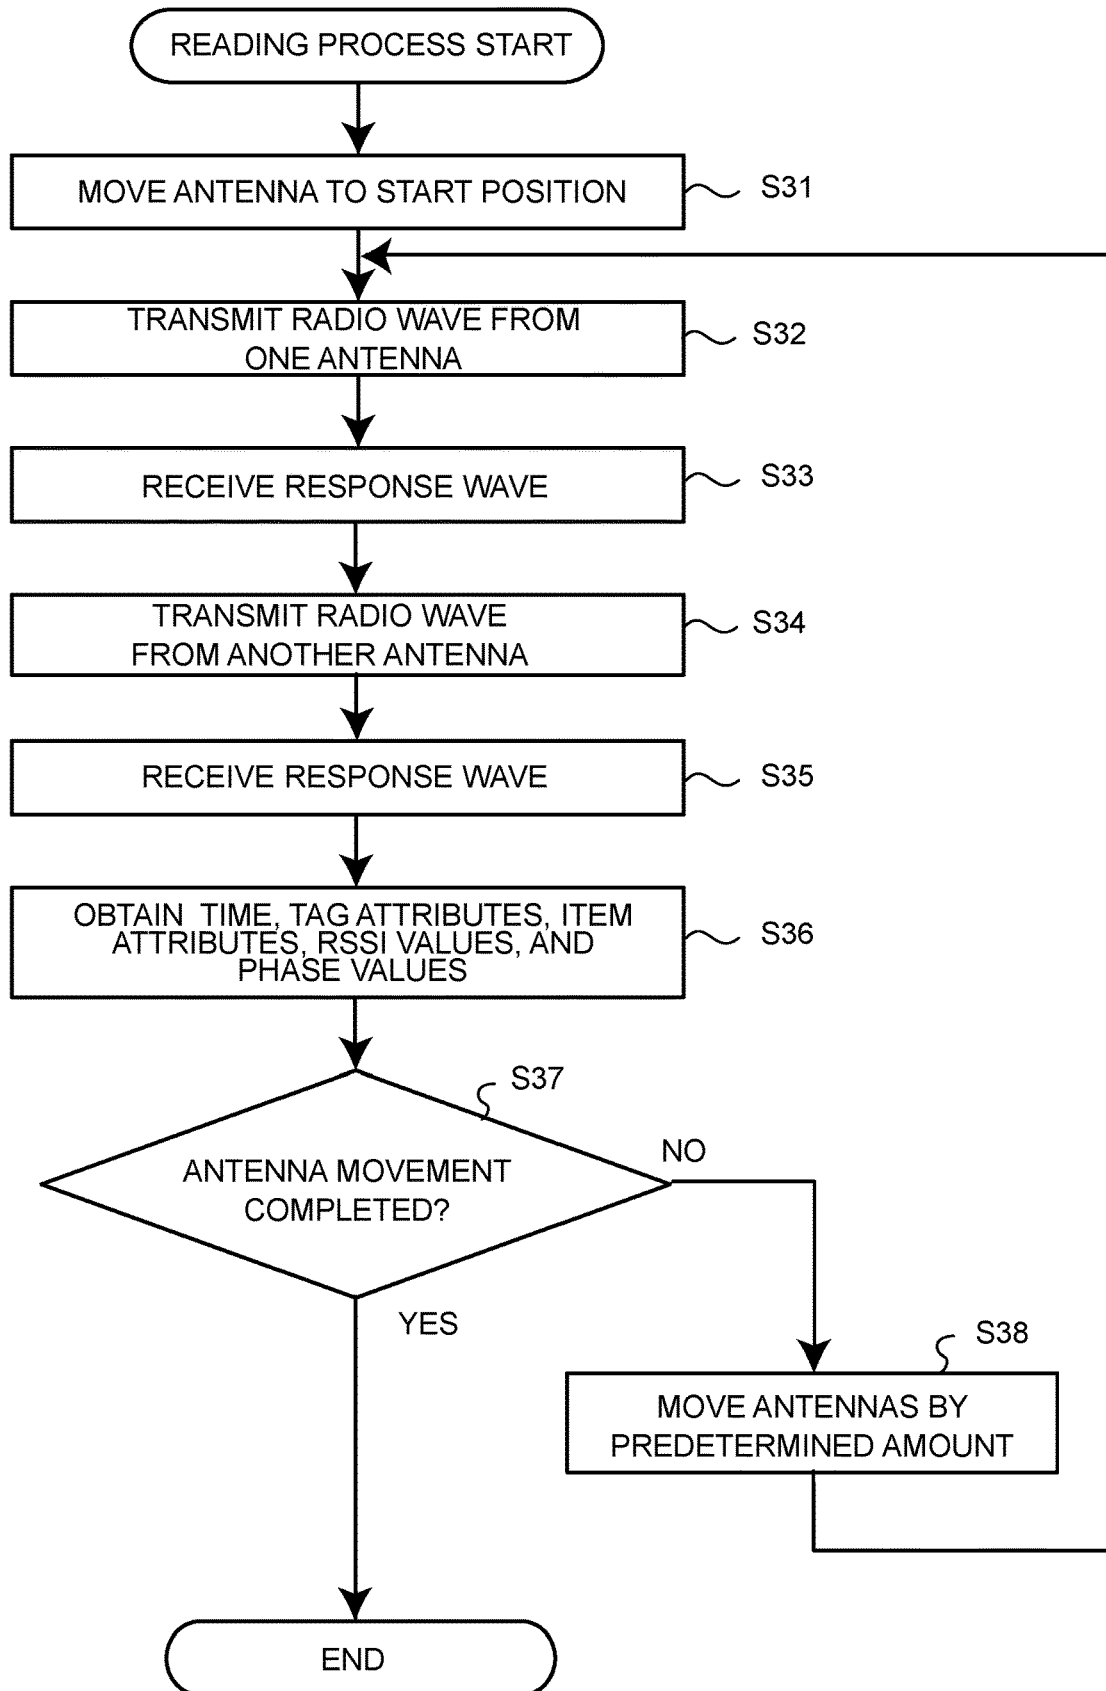 READING PROCESS START
MOVE ANTENNA TO START POSITION
S31
TRANSMIT RADIO WAVE FROM
ONE ANTENNA
S32
RECEIVE RESPONSE WAVE
S33
TRANSMIT RADIO WAVE
FROM ANOTHER ANTENNA
S34
RECEIVE RESPONSE WAVE
S35
OBTAIN TIME, TAG ATTRIBUTES, ITEM
ATTRIBUTES, RSSI VALUES, AND
PHASE VALUES
S36
S37
ANTENNA MOVEMENT
COMPLETED?
NO
YES
S38
MOVE ANTENNAS BY
PREDETERMINED AMOUNT
END